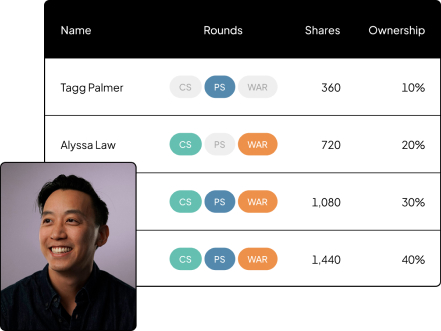 Name Rounds Shares Ownership
Tagg Palmer CS PS WAR 360 10%
Alyssa Law CS PS WAR 720 20%
CS PS WAR 1,080 30%
CS PS WAR 1,440 40%